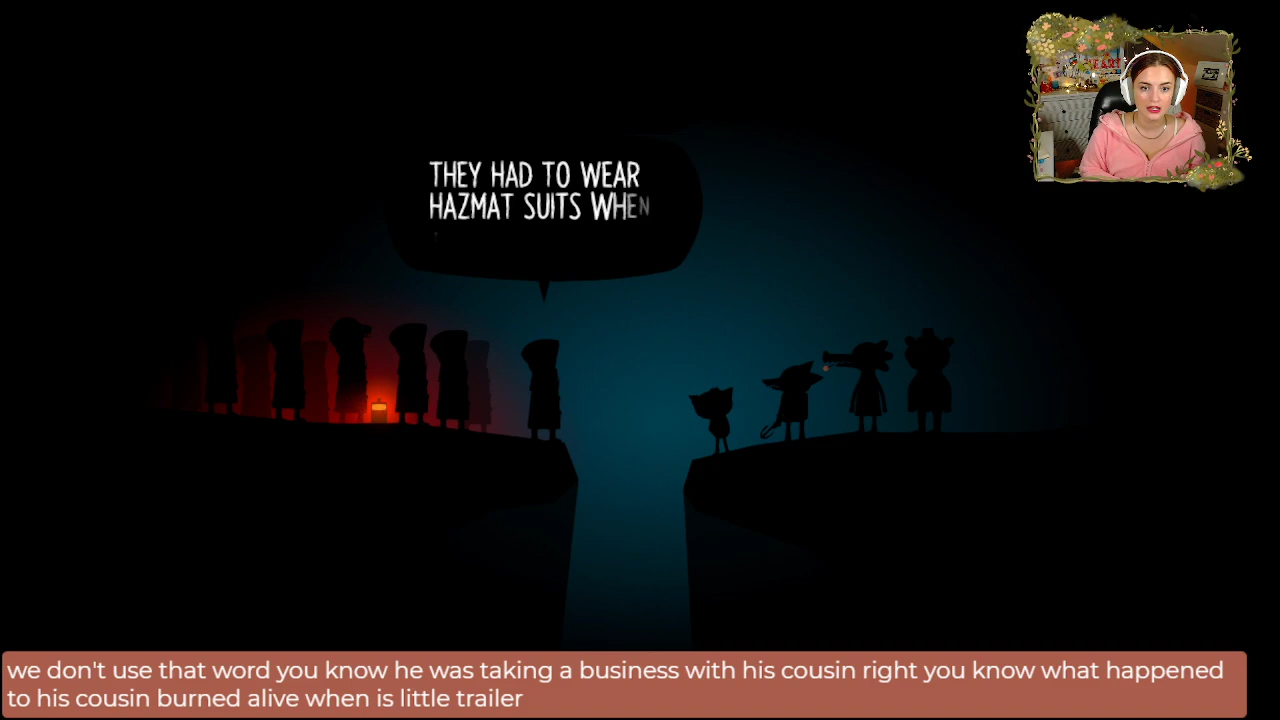 THEY HAD TO WEAR
HAZMAT SUITS WHEN
we don't use that word you know he was taking a business with his cousin right you know what happened
to his cousin burned alive when is little trailer